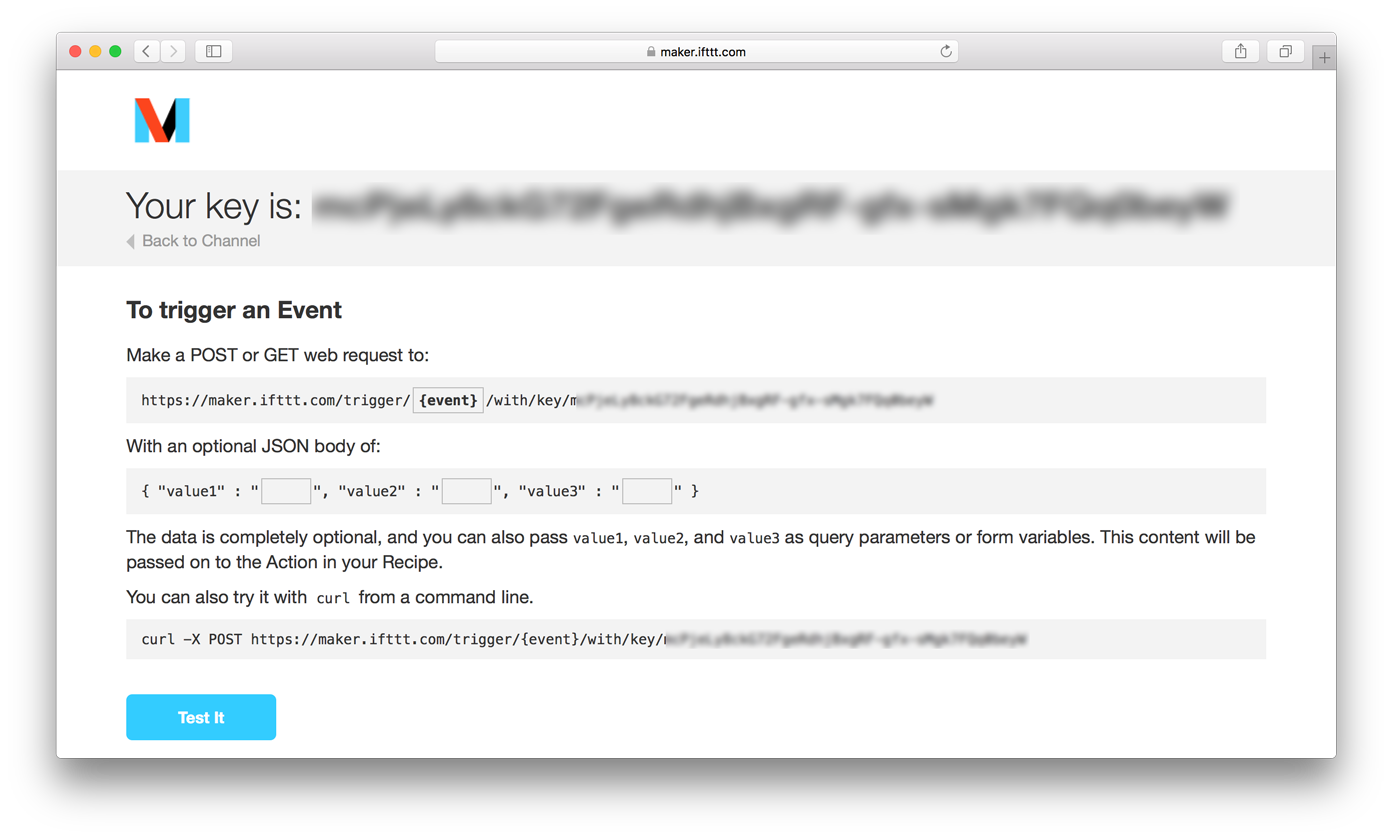 maker.ifttt.com
M
Your key is:
Back to Channel
To trigger an Event
Make a POST or GET web request to:
https://maker.ifttt.com/trigger/ {event} /with/key/
With an optional JSON body of:
{ "value1" : "", "value2" : "", "value3" : "" }
The data is completely optional, and you can also pass value1, value2, and value3 as query parameters or form variables. This content will be
passed on to the Action in your Recipe.
You can also try it with curl from a command line.
curl -X POST https://maker.ifttt.com/trigger/{event}/with/key/
Test It